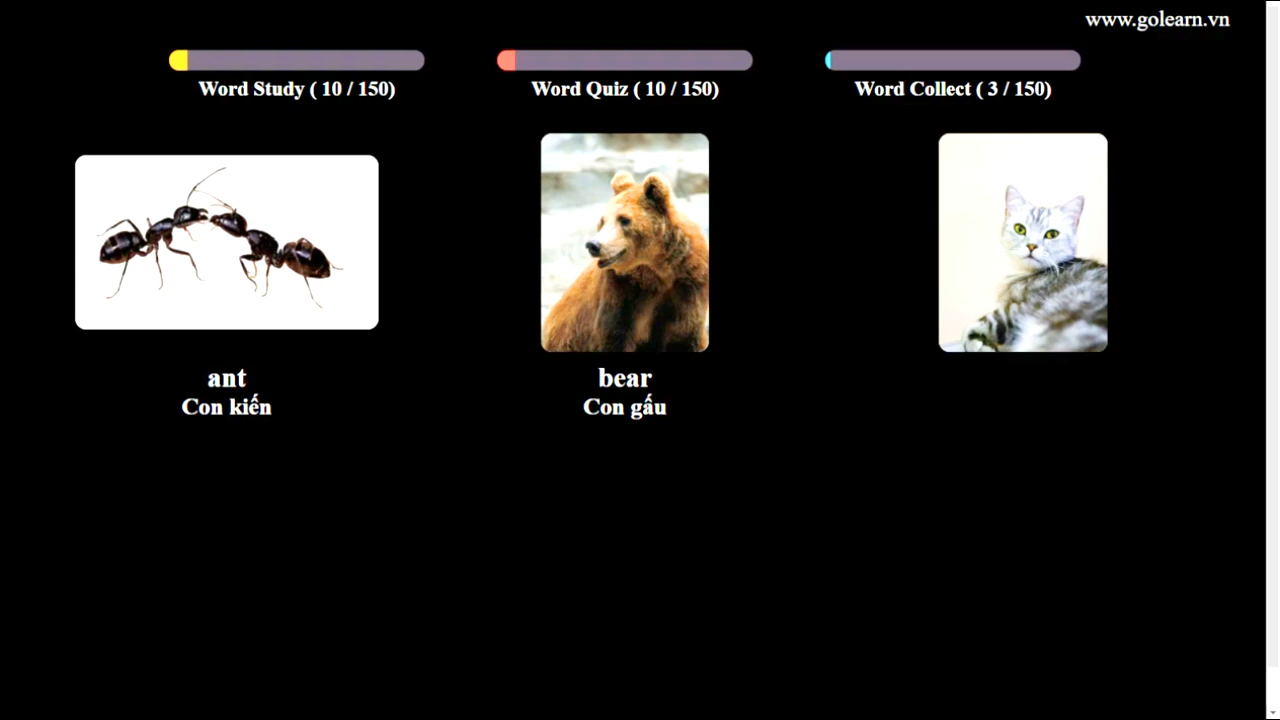 www.golearn.vn
Word Study ( 10 / 150)
Word Quiz ( 10 / 150)
Word Collect ( 3 / 150)
ant
Con kiến
bear
Con gấu